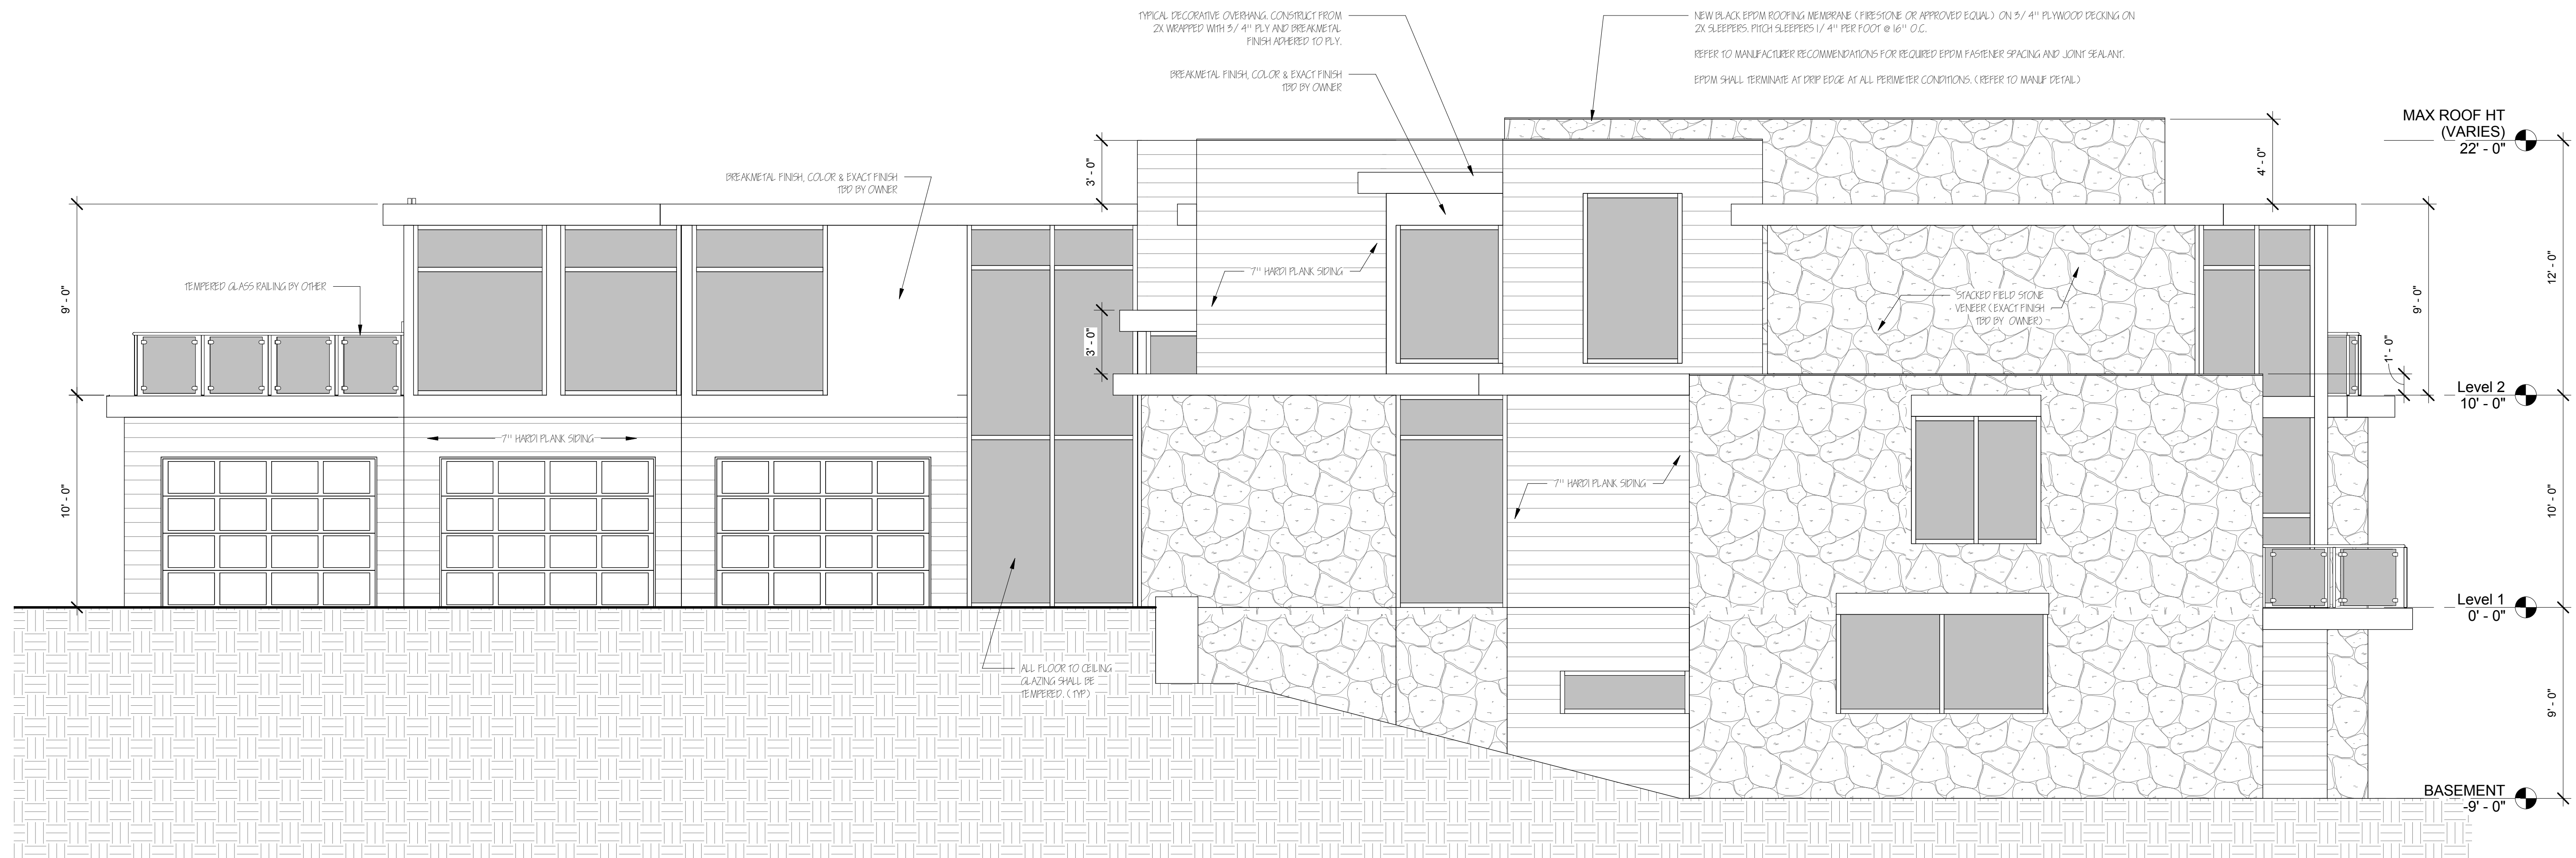 TYPICAL DECORATIVE OVERHANG. CONSTRUCT FROM
2X WRAPPED WITH 3/4" PLY AND BREAKMETAL
FINISH ADHERED TO PLY.
BREAKMETAL FINISH, COLOR & EXACT FINISH
TBD BY OWNER
NEW BLACK EPDM ROOFING MEMBRANE (FIRESTONE OR APPROVED EQUAL) ON 3/4" PLYWOOD DECKING ON
2X SLEEPERS. PITCH SLEEPERS 1/4" PER FOOT @ 16" O.C.
REFER TO MANUFACTURER RECOMMENDATIONS FOR REQUIRED EPDM FASTENER SPACING AND JOINT SEALANT.
EPDM SHALL TERMINATE AT DRIP EDGE AT ALL PERIMETER CONDITIONS. (REFER TO MANUF DETAIL)
MAX ROOF HT
(VARIES)
22' - 0"
BREAKMETAL FINISH, COLOR & EXACT FINISH
TBD BY OWNER
3' - 0"
4' - 0"
TEMPERED GLASS RAILING BY OTHER
9' - 0"
7" HARDI PLANK SIDING
3' - 0"
STACKED FIELD STONE
VENEER (EXACT FINISH
TBD BY OWNER)
9' - 0"
12' - 0"
1' - 0"
Level 2
10' - 0"
7" HARDI PLANK SIDING
7" HARDI PLANK SIDING
10' - 0"
10' - 0"
Level 1
0' - 0"
ALL FLOOR TO CEILING
GLAZING SHALL BE
TEMPERED. (TYP)
9' - 0"
BASEMENT
-9' - 0"